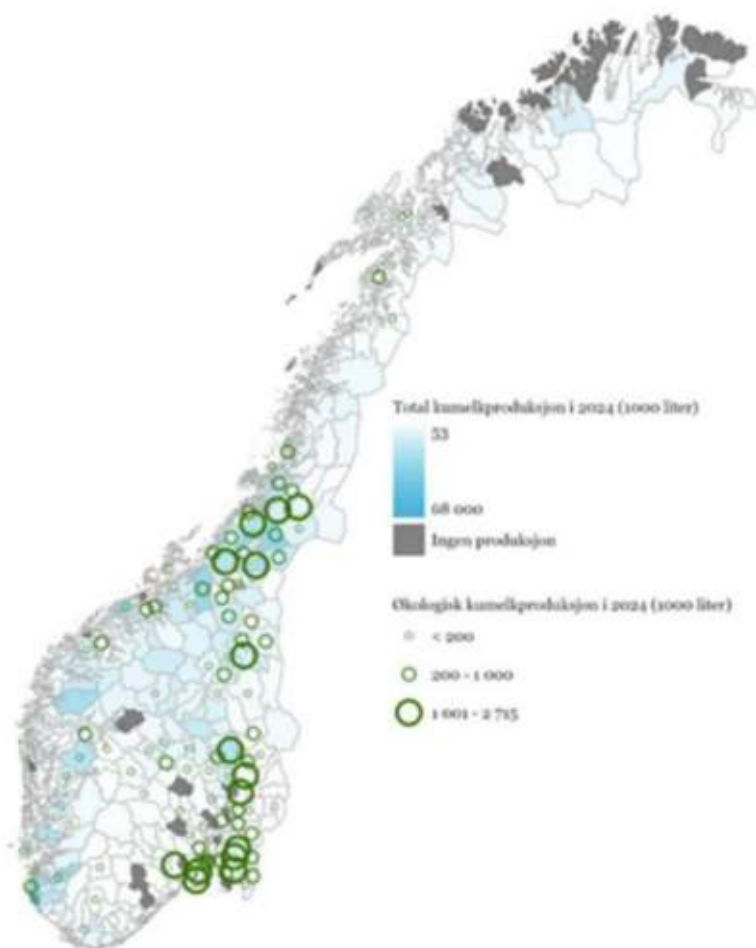 Total kumelkproduksjon i 2024 (1000 liter)
53
68 000
Ingen produksjon
Økologisk kumelkproduksjon i 2024 (1000 liter)
< 200
200 - 1 000
1 001 - 2 715